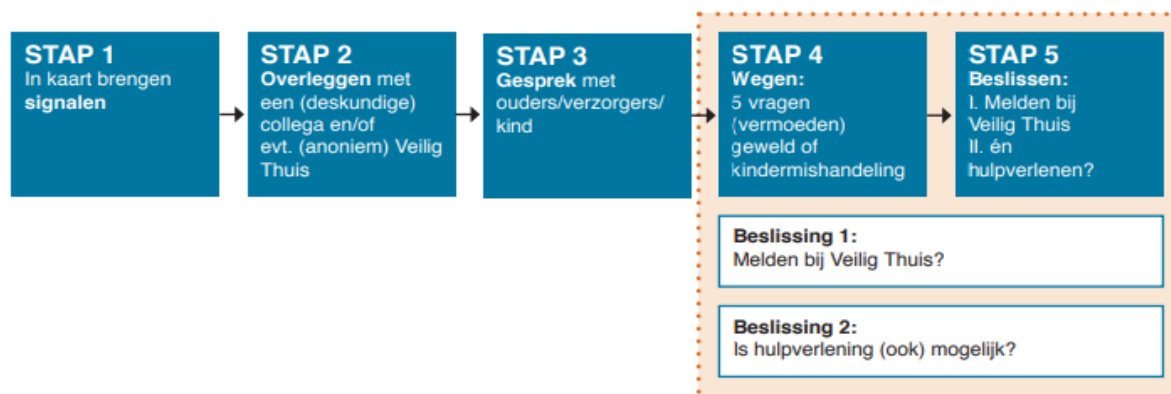 STAP 1
In kaart brengen
signalen
STAP 2
Overleggen met
een (deskundige)
collega en/of
evt. (anoniem) Veilig
Thuis
STAP 3
Gesprek met
ouders/verzorgers/
kind
STAP 4
Wegen:
5 vragen
(vermoeden)
geweld of
kindermishandeling
STAP 5
Beslissen:
I. Melden bij
Veilig Thuis
II. én
hulpverlenen?
Beslissing 1:
Melden bij Veilig Thuis?
Beslissing 2:
Is hulpverlening (ook) mogelijk?